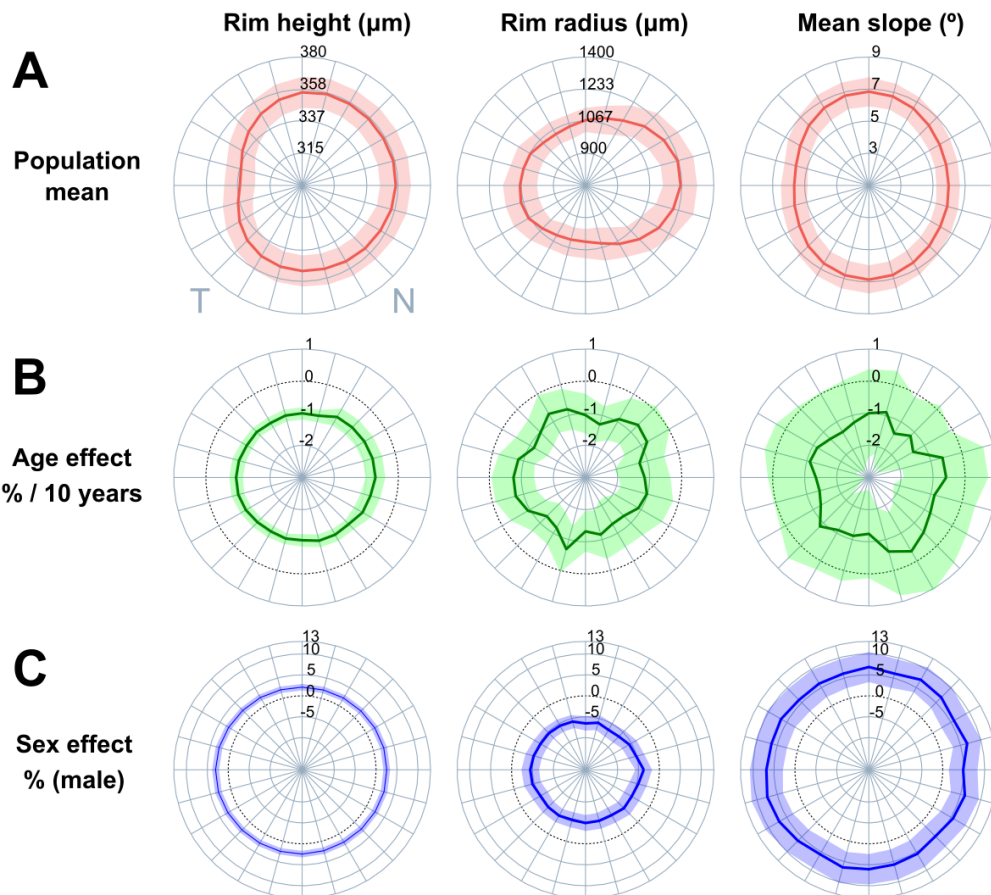 Rim height (µm) Rim radius (µm) Mean slope (º)
A
380 1400 9
358 1233 7
337 1067 5
315 900 3
Population
mean
T N
B
1 1 1
0 0 0
-1 -1 -1
-2 -2 -2
Age effect
% / 10 years
C
13 13 13
10 10 10
5 5 5
0 0 0
-5 -5 -5
Sex effect
% (male)